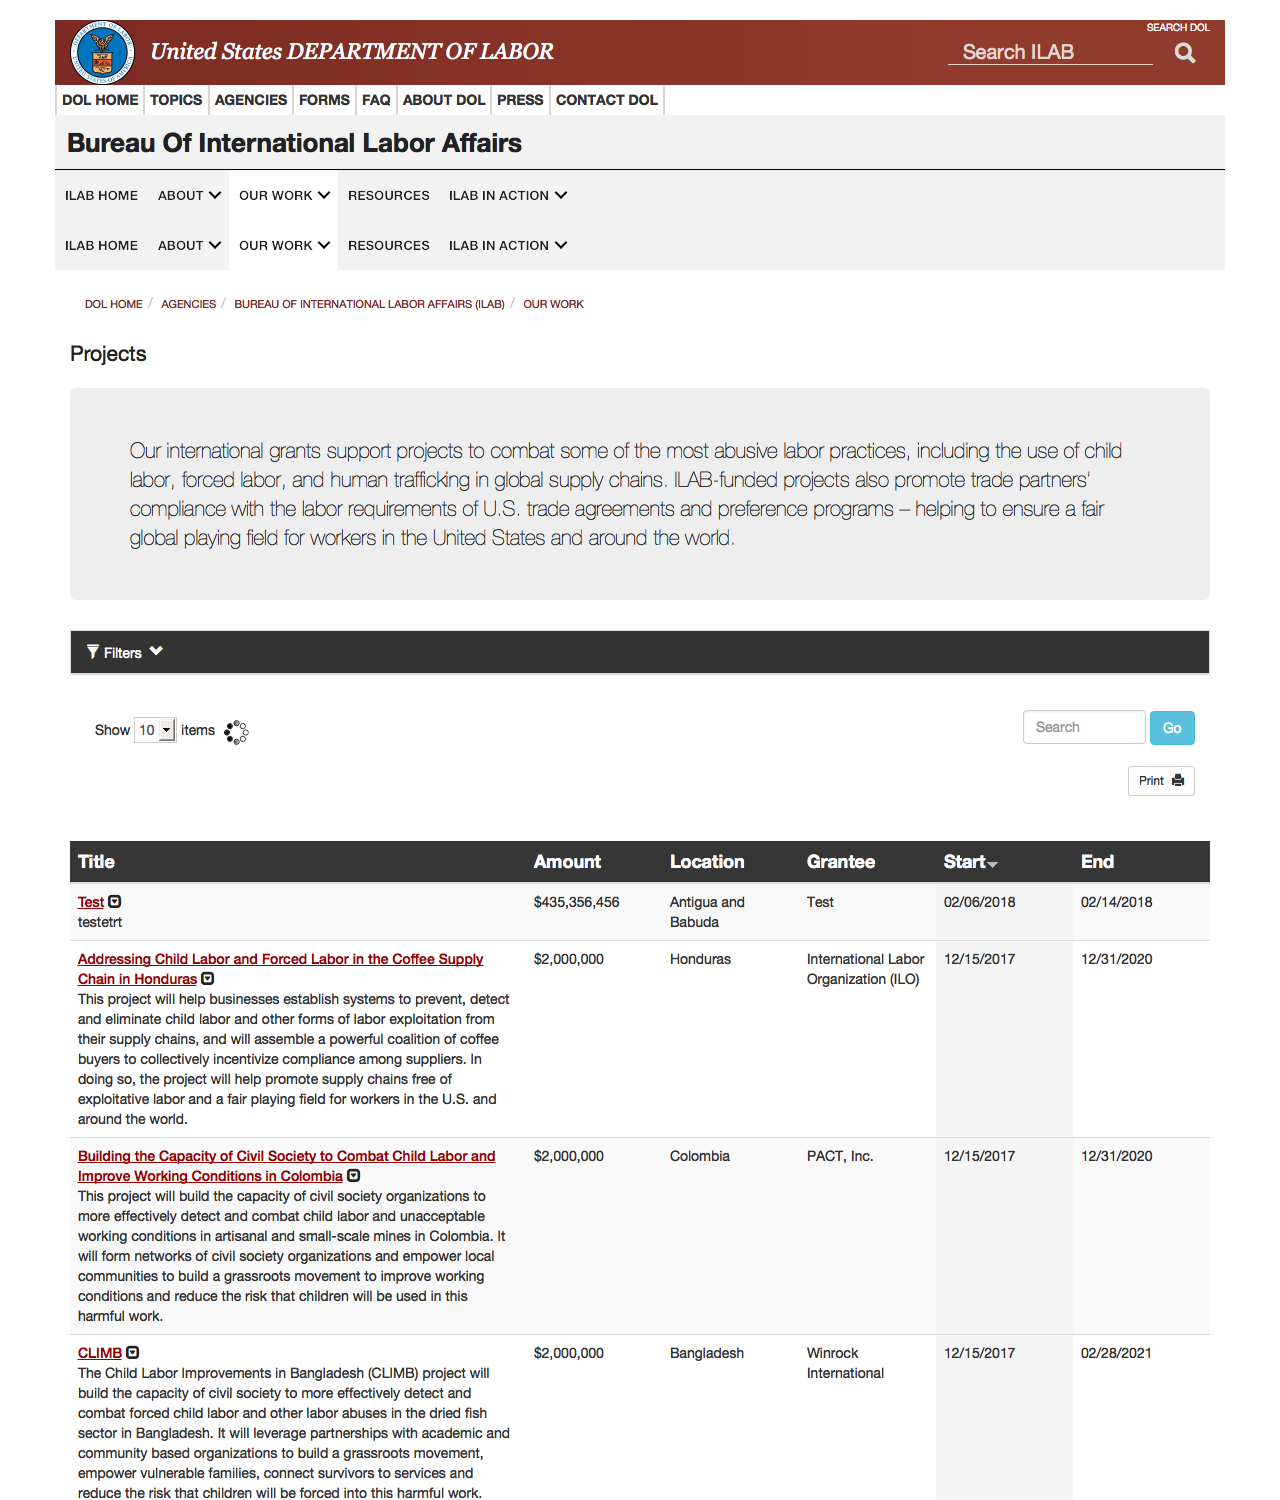 SEARCH DOL
United States DEPARTMENT OF LABOR
Search ILAB
DOL HOME TOPICS AGENCIES FORMS FAQ ABOUT DOL PRESS CONTACT DOL
Bureau Of International Labor Affairs
ILAB HOME ABOUT OUR WORK RESOURCES ILAB IN ACTION
ILAB HOME ABOUT OUR WORK RESOURCES ILAB IN ACTION
DOL HOME / AGENCIES / BUREAU OF INTERNATIONAL LABOR AFFAIRS (ILAB) / OUR WORK
Projects
Our international grants support projects to combat some of the most abusive labor practices, including the use of child
labor, forced labor, and human trafficking in global supply chains. ILAB-funded projects also promote trade partners'
compliance with the labor requirements of U.S. trade agreements and preference programs – helping to ensure a fair
global playing field for workers in the United States and around the world.
Filters
Show 10 items
Search Go
Print
Title Amount Location Grantee Start End
Test $435,356,456 Antigua and Test 02/06/2018 02/14/2018
testetrt Babuda
Addressing Child Labor and Forced Labor in the Coffee Supply $2,000,000 Honduras International Labor 12/15/2017 12/31/2020
Chain in Honduras Organization (ILO)
This project will help businesses establish systems to prevent, detect
and eliminate child labor and other forms of labor exploitation from
their supply chains, and will assemble a powerful coalition of coffee
buyers to collectively incentivize compliance among suppliers. In
doing so, the project will help promote supply chains free of
exploitative labor and a fair playing field for workers in the U.S. and
around the world.
Building the Capacity of Civil Society to Combat Child Labor and $2,000,000 Colombia PACT, Inc. 12/15/2017 12/31/2020
Improve Working Conditions in Colombia
This project will build the capacity of civil society organizations to
more effectively detect and combat child labor and unacceptable
working conditions in artisanal and small-scale mines in Colombia. It
will form networks of civil society organizations and empower local
communities to build a grassroots movement to improve working
conditions and reduce the risk that children will be used in this
harmful work.
CLIMB $2,000,000 Bangladesh Winrock 12/15/2017 02/28/2021
The Child Labor Improvements in Bangladesh (CLIMB) project will International
build the capacity of civil society to more effectively detect and
combat forced child labor and other labor abuses in the dried fish
sector in Bangladesh. It will leverage partnerships with academic and
community based organizations to build a grassroots movement,
empower vulnerable families, connect survivors to services and
reduce the risk that children will be forced into this harmful work.